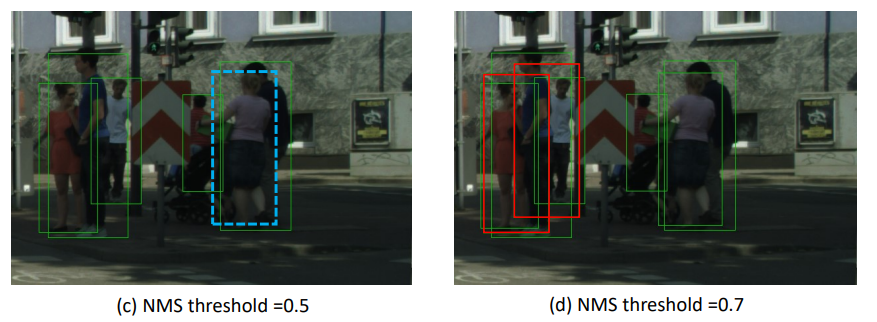 (c) NMS threshold =0.5
(d) NMS threshold =0.7